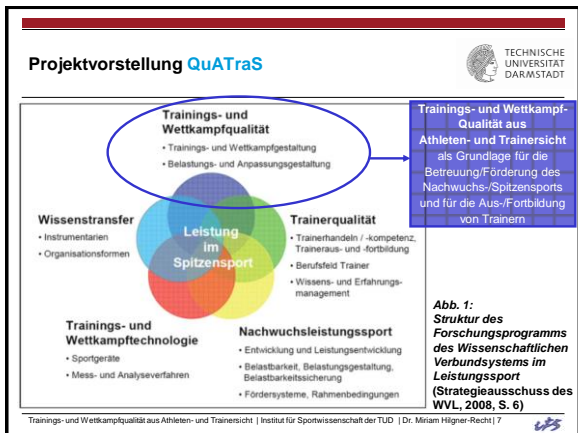 Projektvorstellung QuATraS
TECHNISCHE
UNIVERSITÄT
DARMSTADT
Trainings- und
Wettkampfqualität
• Trainings- und Wettkampfgestaltung
• Belastungs- und Anpassungsgestaltung
Trainings- und Wettkampf-
Qualität aus
Athleten- und Trainersicht
als Grundlage für die
Betreuung/Förderung des
Nachwuchs-/Spitzensports
und für die Aus-/Fortbildung
von Trainern
Wissenstransfer
• Instrumentarien
• Organisationsformen
Leistung
im
Spitzensport
Trainerqualität
• Trainerhandeln / -kompetenz,
Traineraus- und -fortbildung
• Berufsfeld Trainer
• Wissens- und Erfahrungs-
management
Trainings- und
Wettkampftechnologie
• Sportgeräte
• Mess- und Analyseverfahren
Nachwuchsleistungssport
• Entwicklung und Leistungsentwicklung
• Belastbarkeit, Belastungsgestaltung,
Belastbarkeitssicherung
• Fördersysteme, Rahmenbedingungen
Abb. 1:
Struktur des
Forschungsprogramms
des Wissenschaftlichen
Verbundsystems im
Leistungssport
(Strategieausschuss des
WVL, 2008, S. 6)
Trainings- und Wettkampfqualität aus Athleten- und Trainersicht | Institut für Sportwissenschaft der TUD | Dr. Miriam Hilgner-Recht | 7